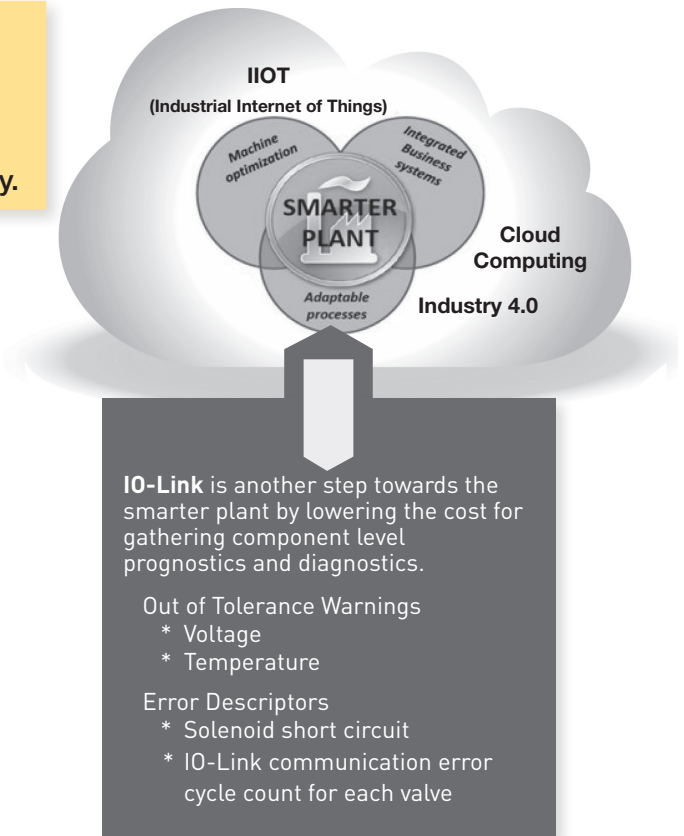 y.
IIOT
(Industrial Internet of Things)
Machine
optimization
Integrated
Business
systems
SMARTER
PLANT
Adaptable
processes
Cloud
Computing
Industry 4.0
IO-Link is another step towards the
smarter plant by lowering the cost for
gathering component level
prognostics and diagnostics.
Out of Tolerance Warnings
* Voltage
* Temperature
Error Descriptors
* Solenoid short circuit
* IO-Link communication error
cycle count for each valve